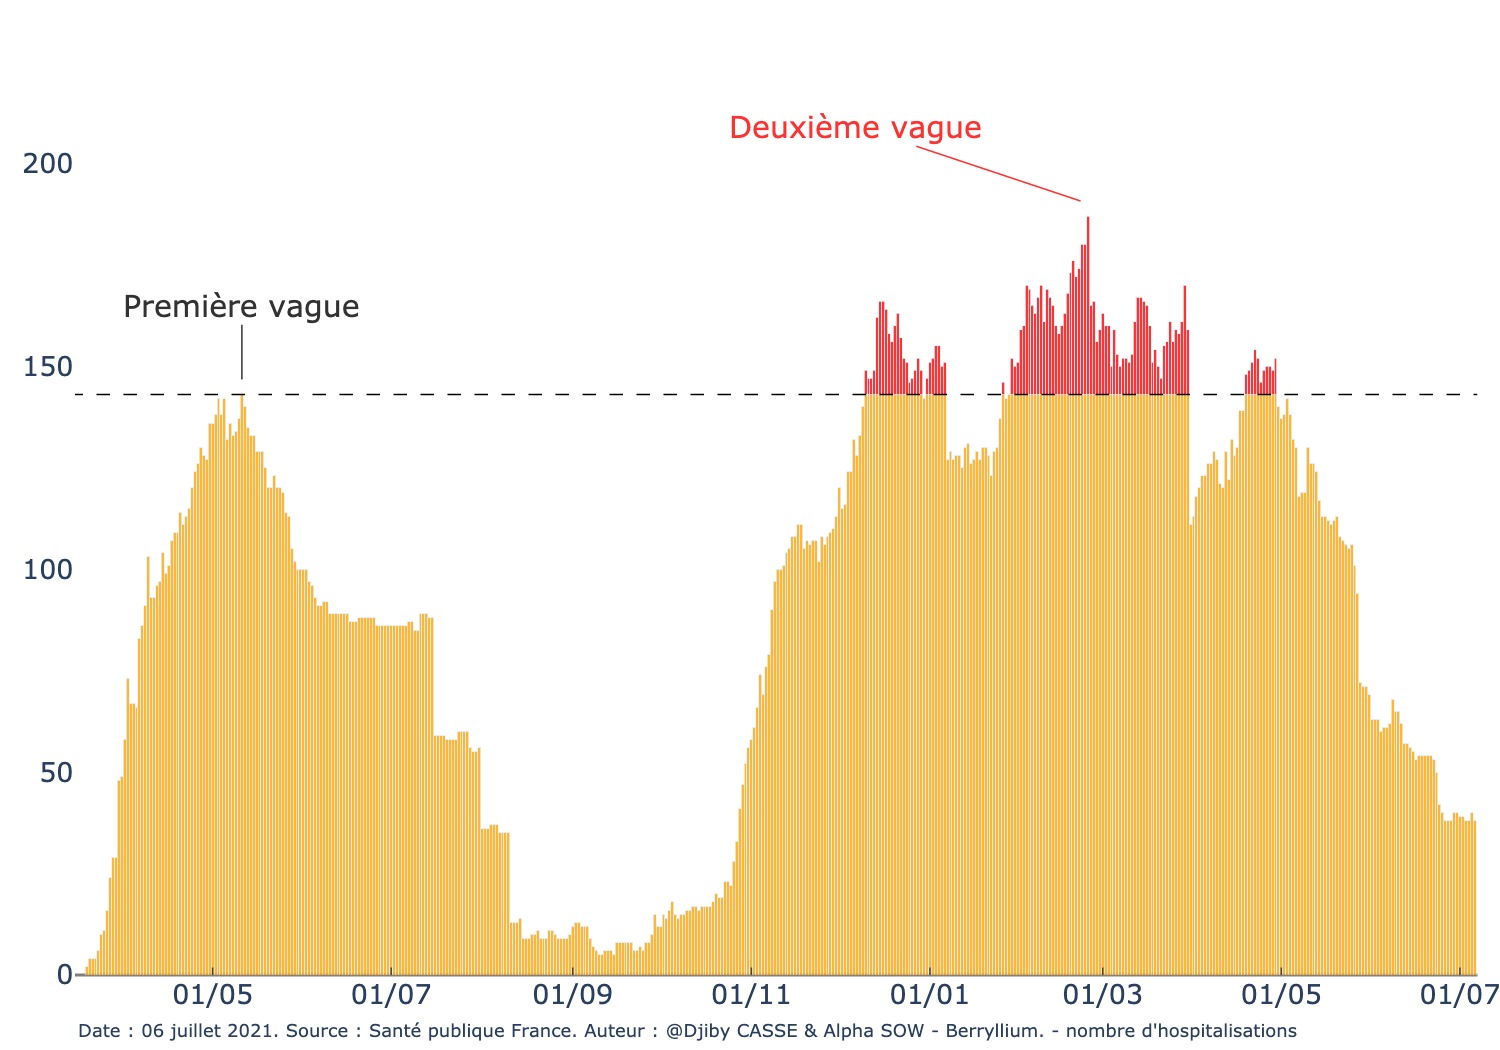 Deuxième vague
200
Première vague
150
100
50
0
01/05 01/07 01/09 01/11 01/01 01/03 01/05 01/07
Date : 06 juillet 2021. Source : Santé publique France. Auteur : @Djiby CASSE & Alpha SOW - Berryllium. - nombre d'hospitalisations